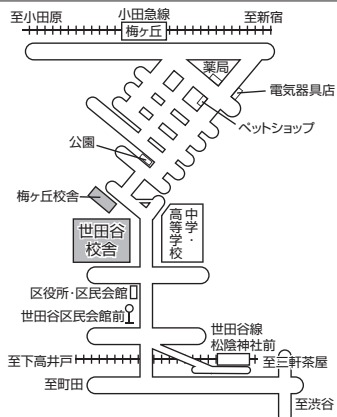 至小田原
小田急線
至新宿
梅ヶ丘
薬局
電気器具店
ペットショップ
公園
梅ヶ丘校舎
世田谷
校舎
中学・
高等学校
区役所・区民会館
世田谷区民会館前
世田谷線
松陰神社前
至下高井戸
至三軒茶屋
至町田
至渋谷